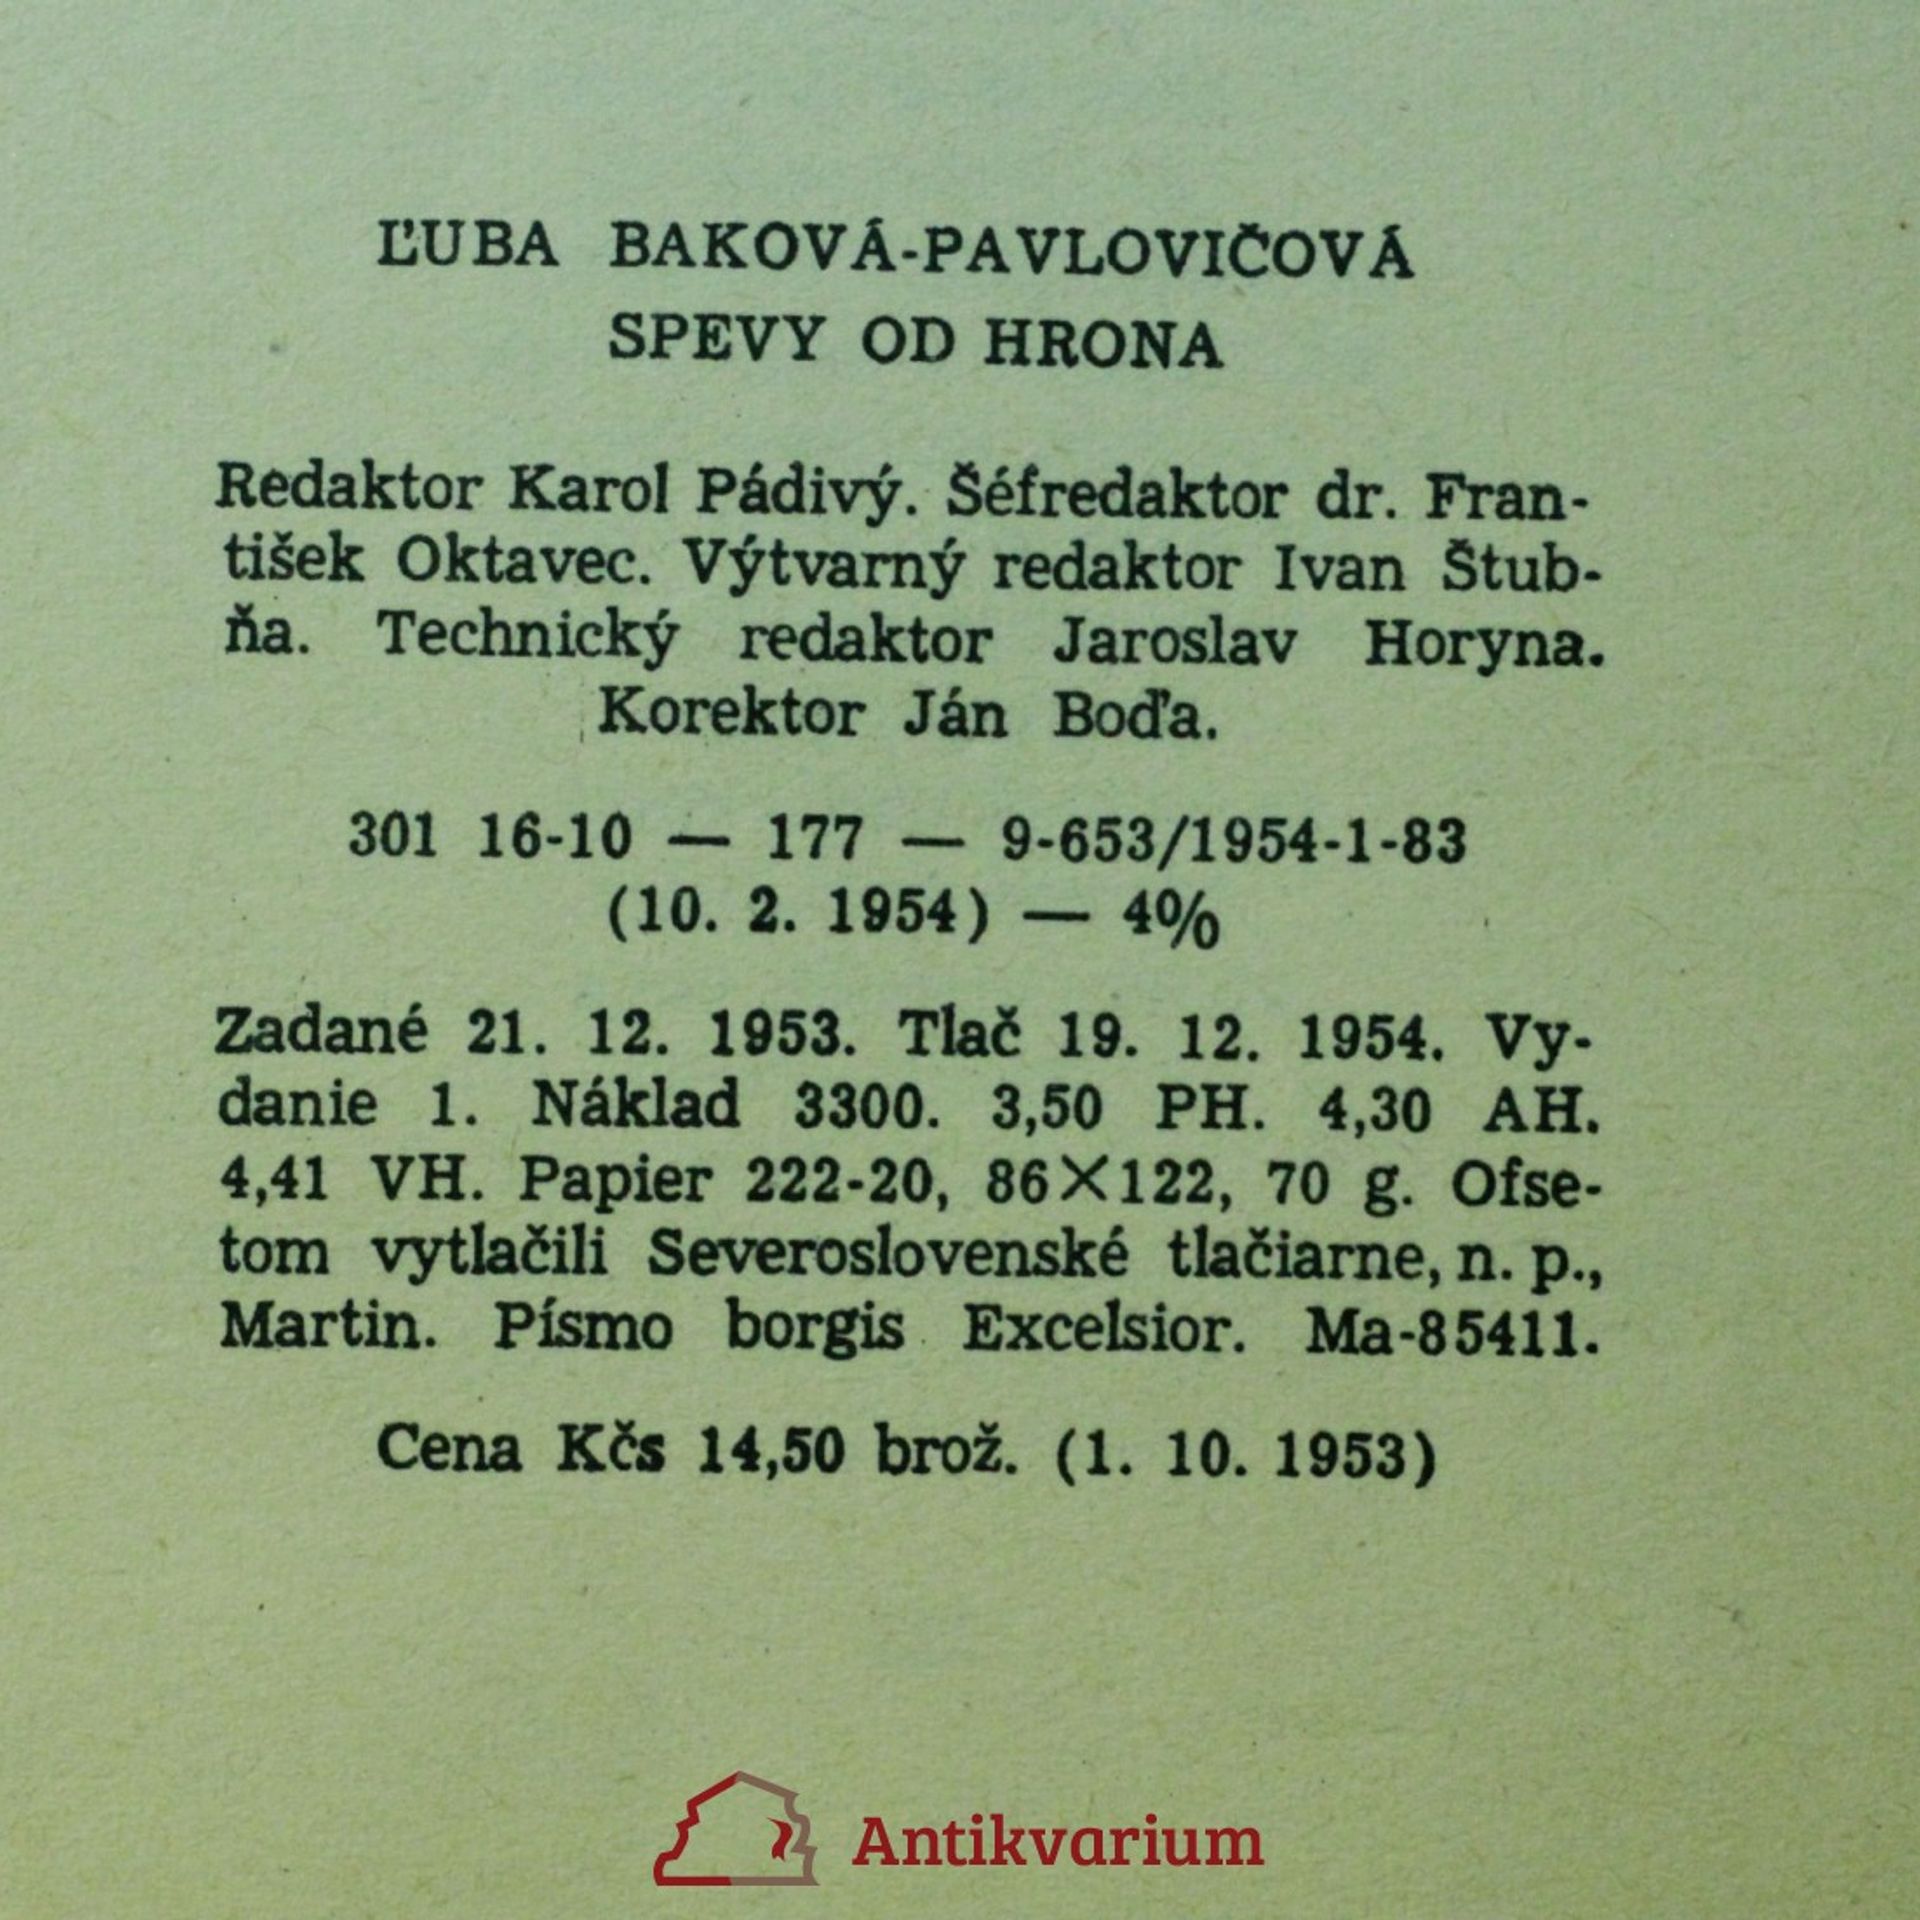 ĽUBA BAKOVÁ-PAVLOVIČOVÁ
SPEVY OD HRONA
Redaktor Karol Pádivý. Šéfredaktor dr. Fran-
tišek Oktavec. Výtvarný redaktor Ivan Štub-
ňa. Technický redaktor Jaroslav Horyna.
Korektor Ján Boďa.
301 16-10 — 177 — 9-653/1954-1-83
(10. 2. 1954) — 4%
Zadané 21. 12. 1953. Tlač 19. 12. 1954. Vy-
danie 1. Náklad 3300. 3,50 PH. 4,30 AH.
4,41 VH. Papier 222-20, 86×122, 70 g. Ofse-
tom vytlačili Severoslovenské tlačiarne, n. p.,
Martin. Písmo borgis Excelsior. Ma-85411.
Cena Kčs 14,50 brož. (1. 10. 1953)
Antikvarium